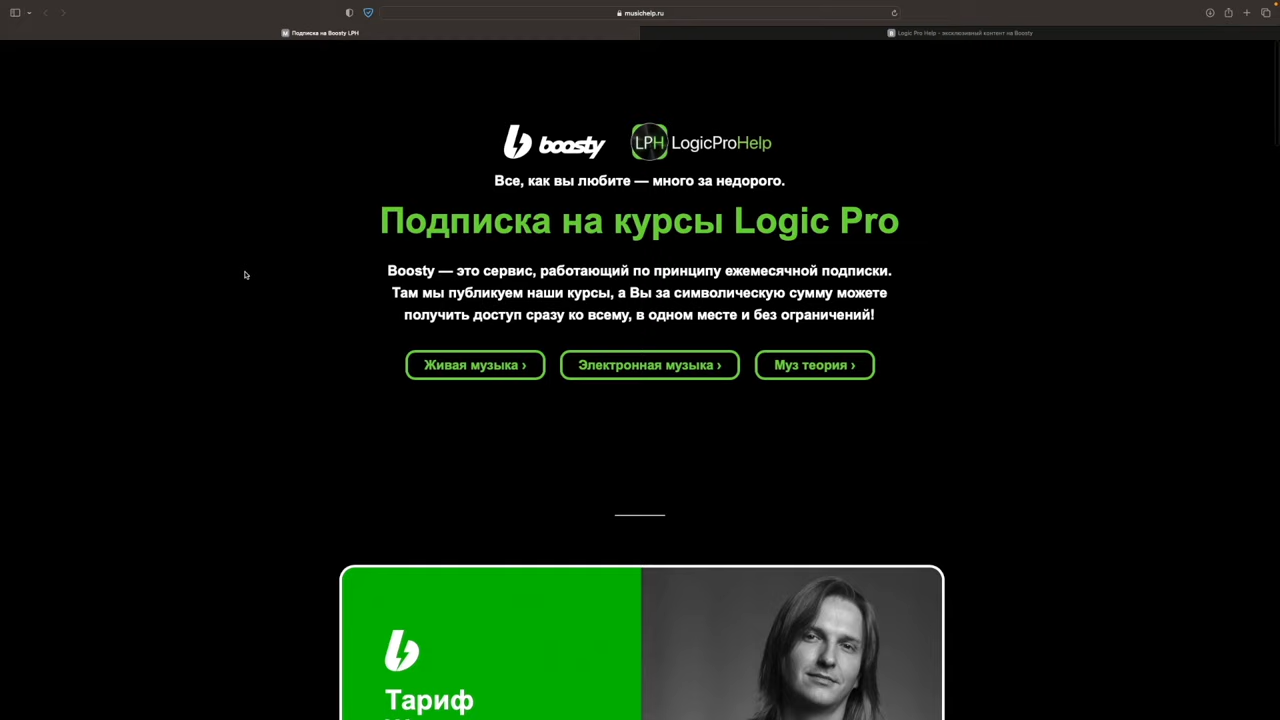 musichelp.ru
Подписка на Boosty LPH
Logic Pro Help - эксклюзивный контент на Boosty
boosty LPH LogicProHelp
Все, как вы любите — много за недорого.
Подписка на курсы Logic Pro
Boosty — это сервис, работающий по принципу ежемесячной подписки.
Там мы публикуем наши курсы, а Вы за символическую сумму можете
получить доступ сразу ко всему, в одном месте и без ограничений!
Живая музыка ›
Электронная музыка ›
Муз теория ›
Тариф